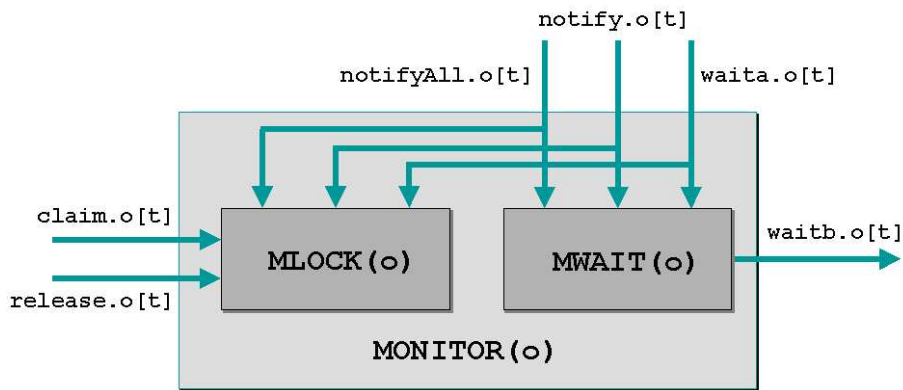 notify.o[t]
notifyAll.o[t]
waita.o[t]
claim.o[t]
release.o[t]
MLOCK(o)
MWAIT(o)
waitb.o[t]
MONITOR(o)